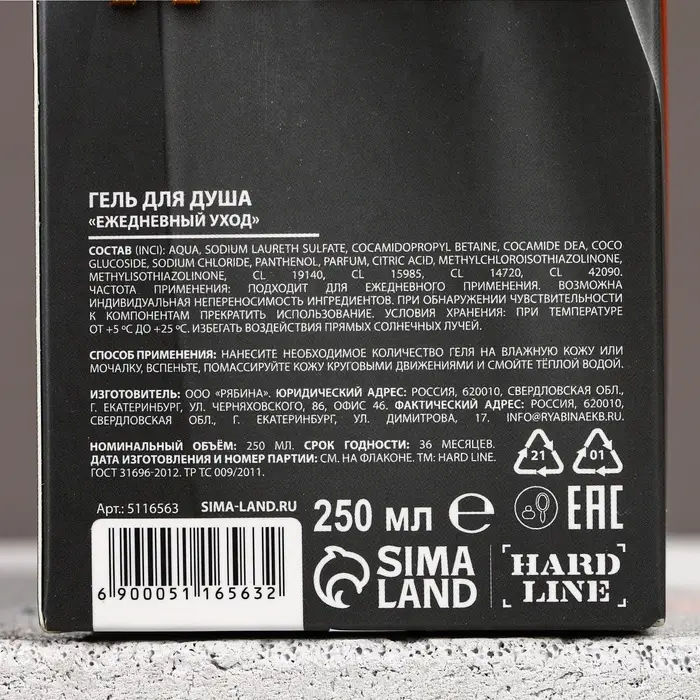 ГЕЛЬ ДЛЯ ДУША
«ЕЖЕДНЕВНЫЙ УХОД»
СОСТАВ (INCI): AQUA, SODIUM LAURETH SULFATE, COCAMIDOPROPYL BETAINE, COCAMIDE DEA, COCO
GLUCOSIDE, SODIUM CHLORIDE, PANTHENOL, PARFUM, CITRIC ACID, METHYLCHLOROISOTHIAZOLINONE,
METHYLISOTHIAZOLINONE, CL 19140, CL 15985, CL 14720, CL 42090.
ЧАСТОТА ПРИМЕНЕНИЯ: ПОДХОДИТ ДЛЯ ЕЖЕДНЕВНОГО ПРИМЕНЕНИЯ. ВОЗМОЖНА
ИНДИВИДУАЛЬНАЯ НЕПЕРЕНОСИМОСТЬ ИНГРЕДИЕНТОВ. ПРИ ОБНАРУЖЕНИИ ЧУВСТВИТЕЛЬНОСТИ
К КОМПОНЕНТАМ ПРЕКРАТИТЬ ИСПОЛЬЗОВАНИЕ. УСЛОВИЯ ХРАНЕНИЯ: ПРИ ТЕМПЕРАТУРЕ
ОТ +5 ºС ДО +25 ºС. ИЗБЕГАТЬ ВОЗДЕЙСТВИЯ ПРЯМЫХ СОЛНЕЧНЫХ ЛУЧЕЙ.
СПОСОБ ПРИМЕНЕНИЯ: НАНЕСИТЕ НЕОБХОДИМОЕ КОЛИЧЕСТВО ГЕЛЯ НА ВЛАЖНУЮ КОЖУ ИЛИ
МОЧАЛКУ, ВСПЕНЬТЕ, ПОМАССИРУЙТЕ КОЖУ КРУГОВЫМИ ДВИЖЕНИЯМИ И СМОЙТЕ ТЁПЛОЙ ВОДОЙ.
ИЗГОТОВИТЕЛЬ: ООО «РЯБИНА». ЮРИДИЧЕСКИЙ АДРЕС: РОССИЯ, 620010, СВЕРДЛОВСКАЯ ОБЛ.,
Г. ЕКАТЕРИНБУРГ, УЛ. ЧЕРНЯХОВСКОГО, 86, ОФИС 46. ФАКТИЧЕСКИЙ АДРЕС: РОССИЯ, 620010,
СВЕРДЛОВСКАЯ ОБЛ., Г. ЕКАТЕРИНБУРГ, УЛ. ДИМИТРОВА, 17. INFO@RYABINAEKB.RU
НОМИНАЛЬНЫЙ ОБЪЁМ: 250 МЛ. СРОК ГОДНОСТИ: 36 МЕСЯЦЕВ.
ДАТА ИЗГОТОВЛЕНИЯ И НОМЕР ПАРТИИ: СМ. НА ФЛАКОНЕ. ТМ: HARD LINE.
ГОСТ 31696-2012. ТР ТС 009/2011.
21
01
Арт.: 5116563 SIMA-LAND.RU
250 мл ℮
EAC
6 900051 165632
SIMA
LAND
HARD
LINE